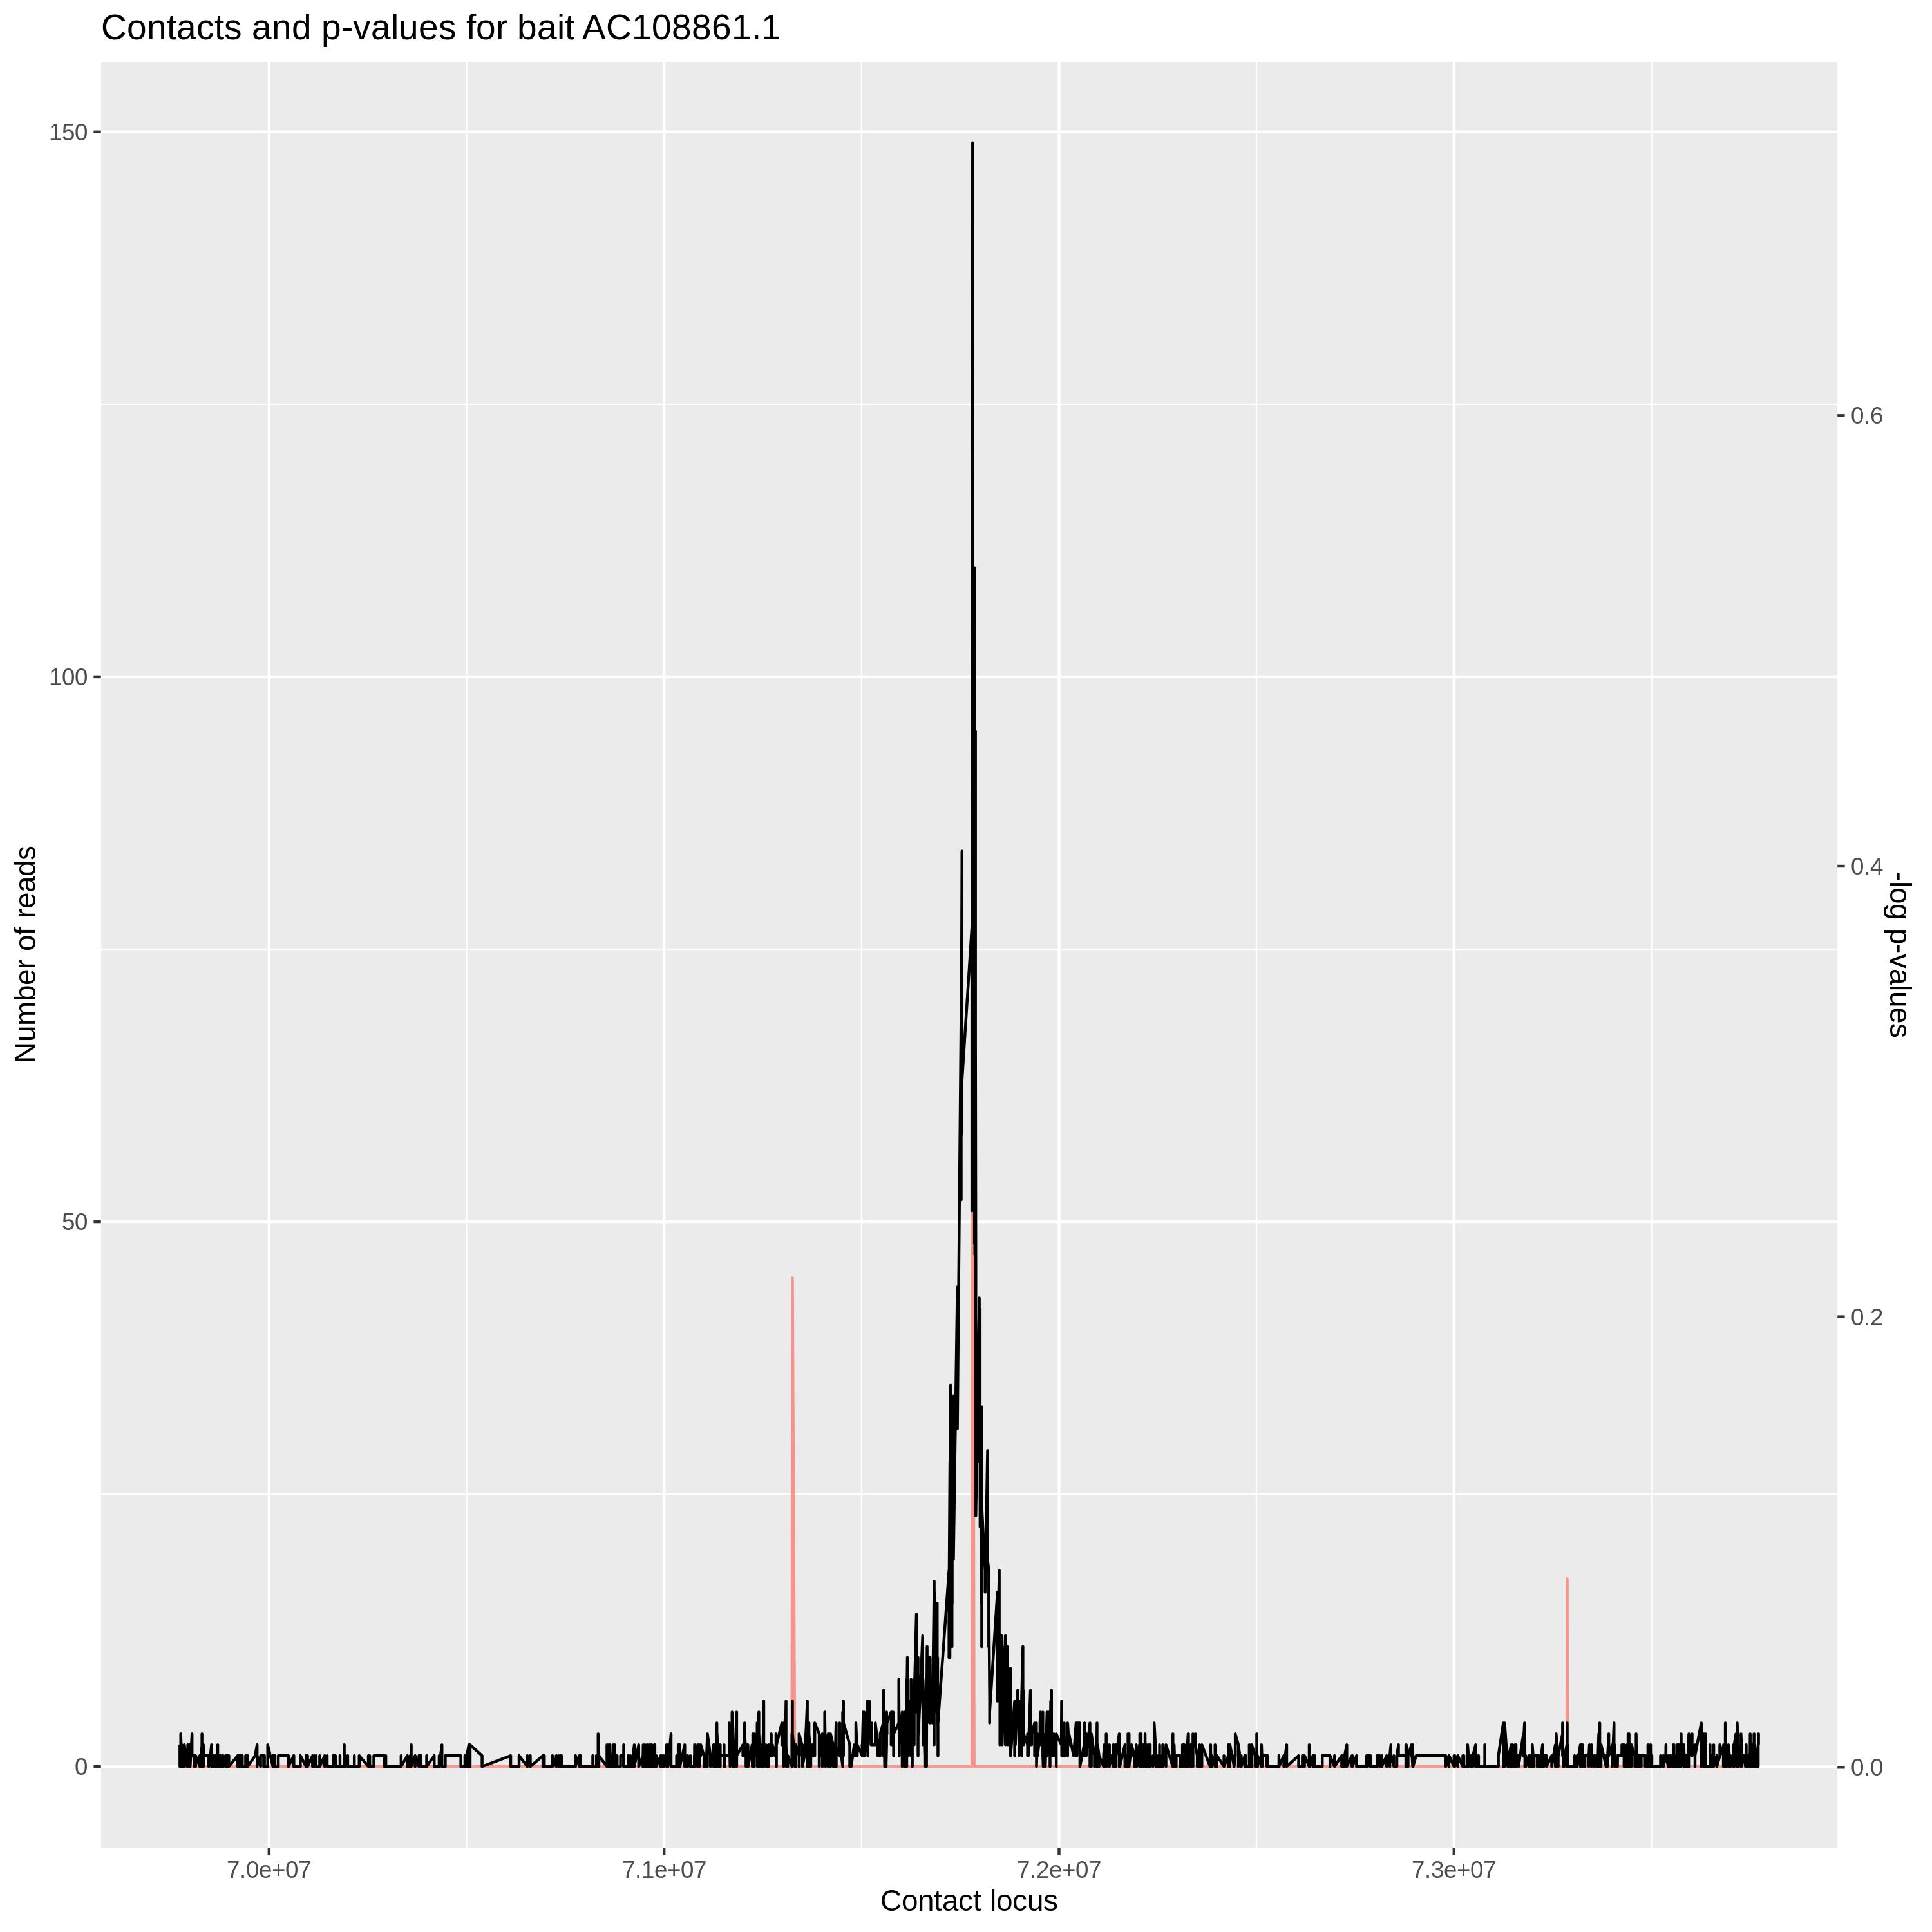 Contacts and p-values for bait AC108861.1
150
100
50
0
Number of reads
0.6
0.4
0.2
0.0
-log p-values
7.0e+07 7.1e+07 7.2e+07 7.3e+07
Contact locus